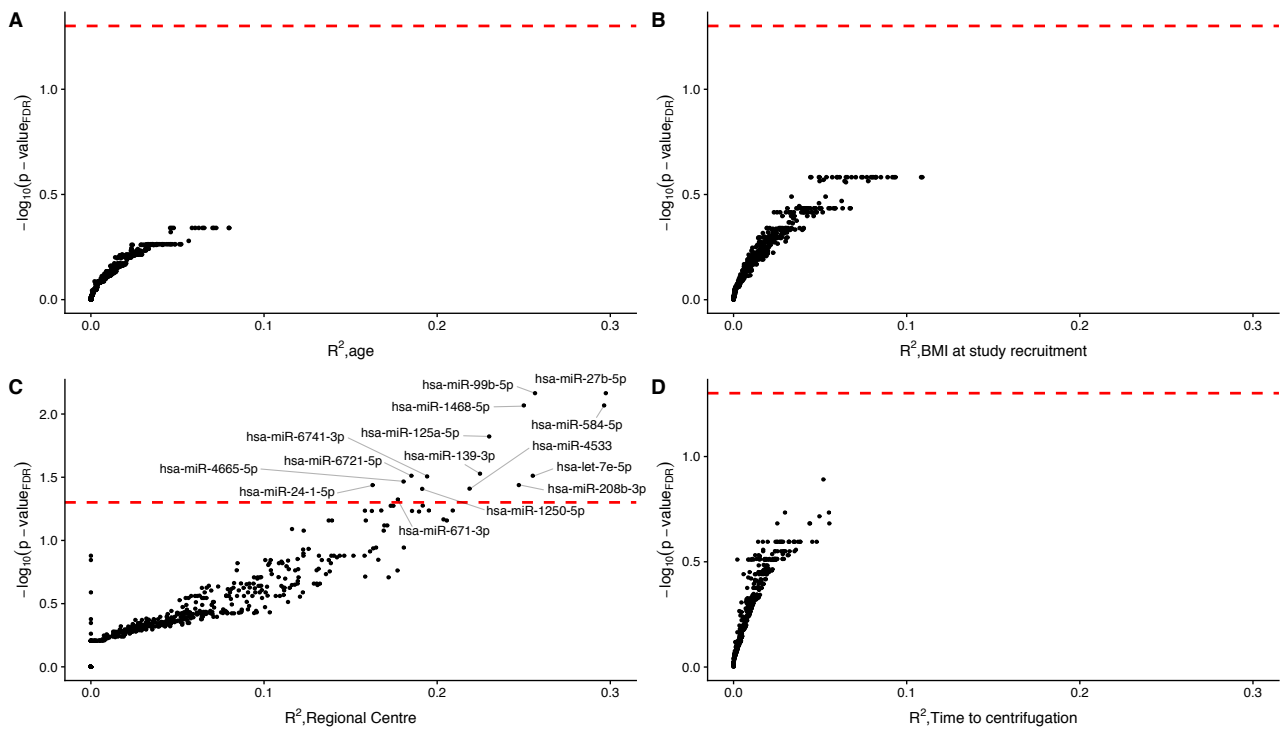 A
−log10(p − valueFDR)
1.0
0.5
0.0
0.0 0.1 0.2 0.3
R2,age
B
−log10(p − valueFDR)
1.0
0.5
0.0
0.0 0.1 0.2 0.3
R2,BMI at study recruitment
C
−log10(p − valueFDR)
2.0
1.5
1.0
0.5
0.0
hsa−miR−99b−5p
hsa−miR−27b−5p
hsa−miR−1468−5p
hsa−miR−584−5p
hsa−miR−6741−3p
hsa−miR−125a−5p
hsa−miR−4533
hsa−miR−4665−5p
hsa−miR−6721−5p
hsa−miR−139−3p
hsa−let−7e−5p
hsa−miR−24−1−5p
hsa−miR−208b−3p
hsa−miR−1250−5p
hsa−miR−671−3p
0.0 0.1 0.2 0.3
R2,Regional Centre
D
−log10(p − valueFDR)
1.0
0.5
0.0
0.0 0.1 0.2 0.3
R2,Time to centrifugation